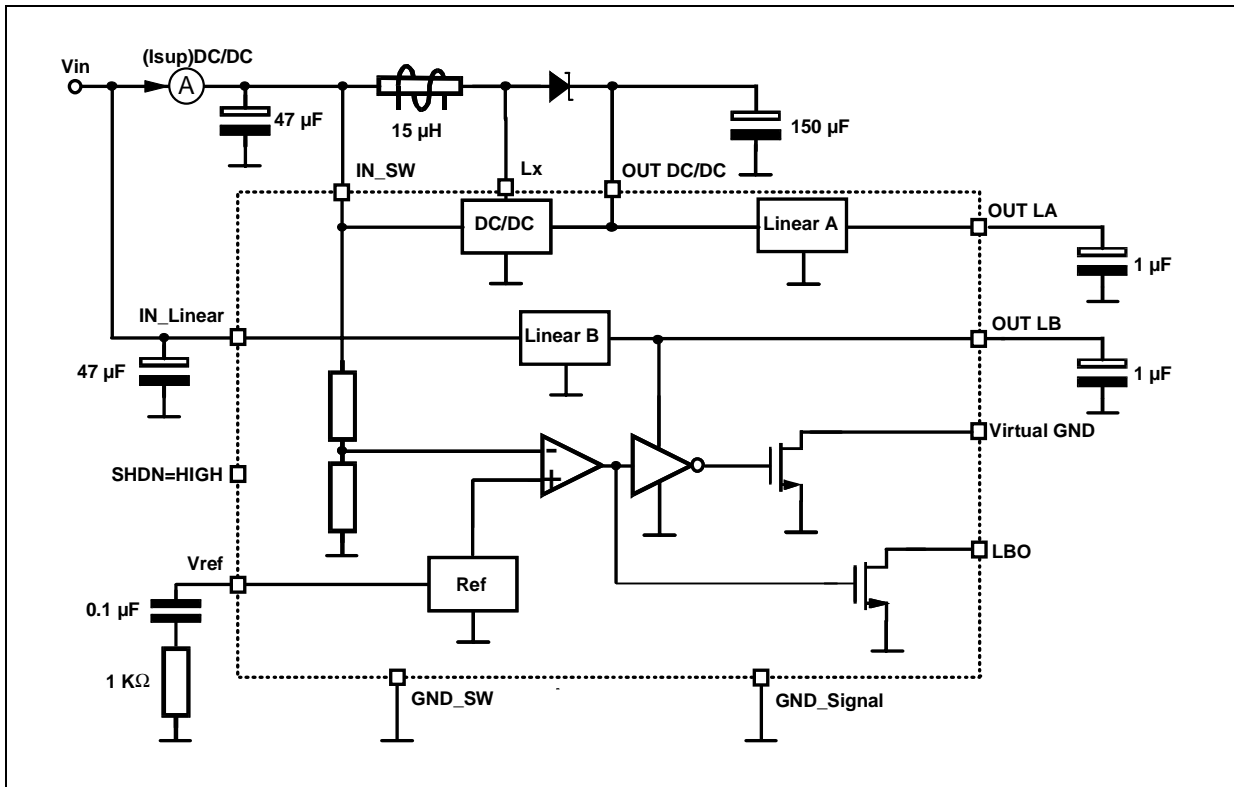 (Isup)DC/DC
Vin
A
47 µF
15 µH
150 µF
IN_SW
Lx
OUT DC/DC
DC/DC
Linear A
OUT LA
1 µF
IN_Linear
Linear B
OUT LB
47 µF
1 µF
Virtual GND
-
+
SHDN=HIGH
LBO
Vref
Ref
0.1 µF
1 KΩ
GND_SW
GND_Signal